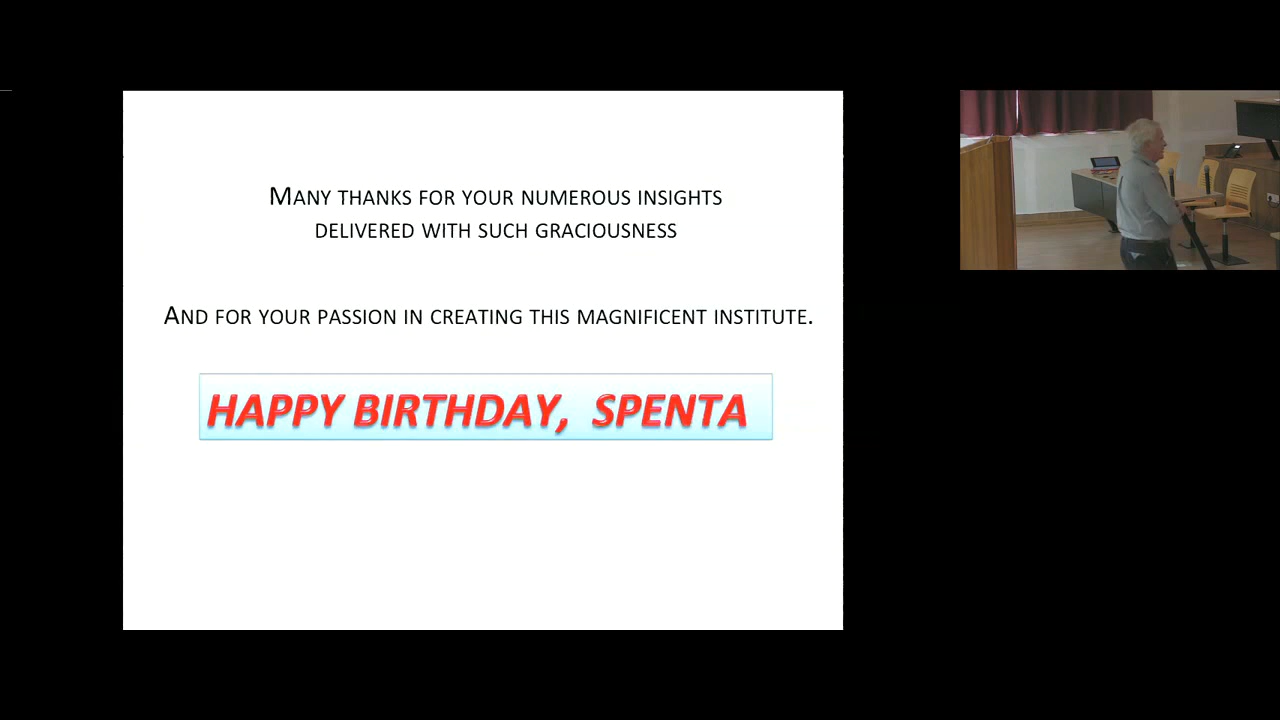 MANY THANKS FOR YOUR NUMEROUS INSIGHTS
DELIVERED WITH SUCH GRACIOUSNESS
AND FOR YOUR PASSION IN CREATING THIS MAGNIFICENT INSTITUTE.
HAPPY BIRTHDAY, SPENTA